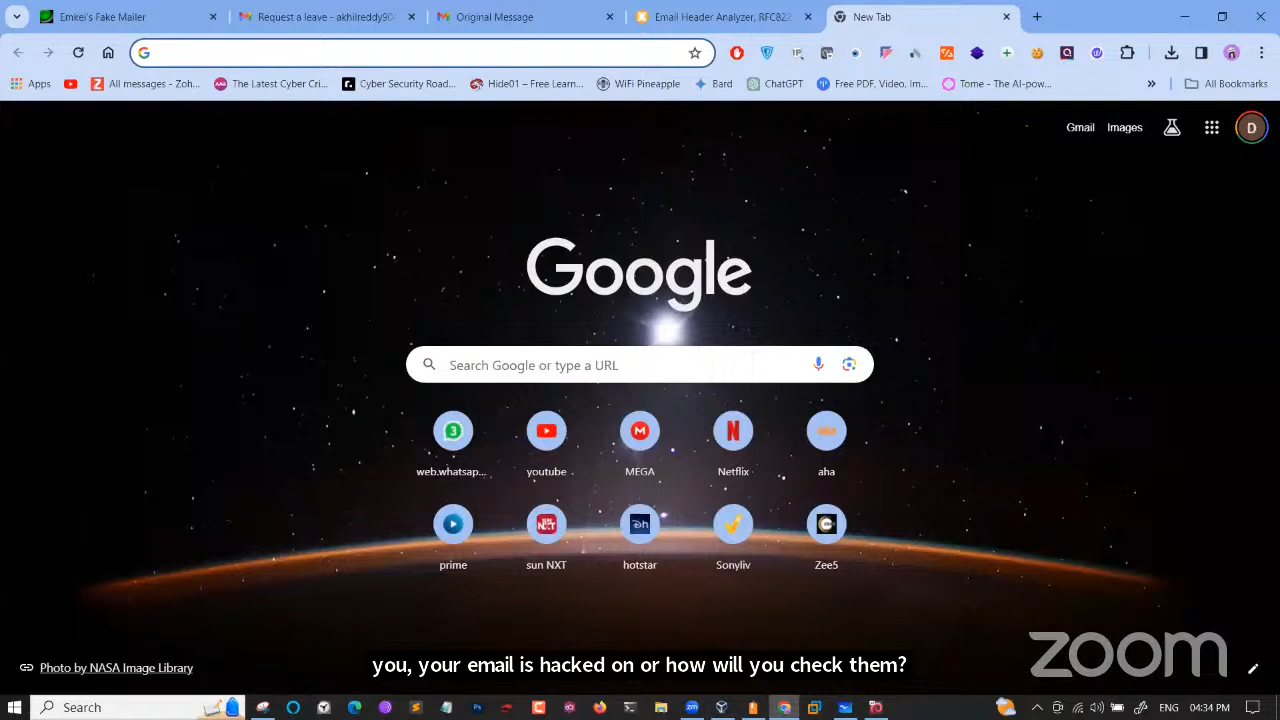 Emkei's Fake Mailer
Request a leave - akhilreddy90
Original Message
Email Header Analyzer, RFC822
New Tab
Apps
All messages - Zoh...
The Latest Cyber Cri...
Cyber Security Road...
Hide01 – Free Learn...
WiFi Pineapple
Bard
ChatGPT
Free PDF, Video, Im...
Tome - The AI-pow...
All Bookmarks
Gmail
Images
D
Google
Search Google or type a URL
web.whatsap...
youtube
MEGA
Netflix
aha
prime
sun NXT
hotstar
Sonyliv
Zee5
you, your email is hacked on or how will you check them?
zoom
Photo by NASA Image Library
Search
ENG
04:34 PM